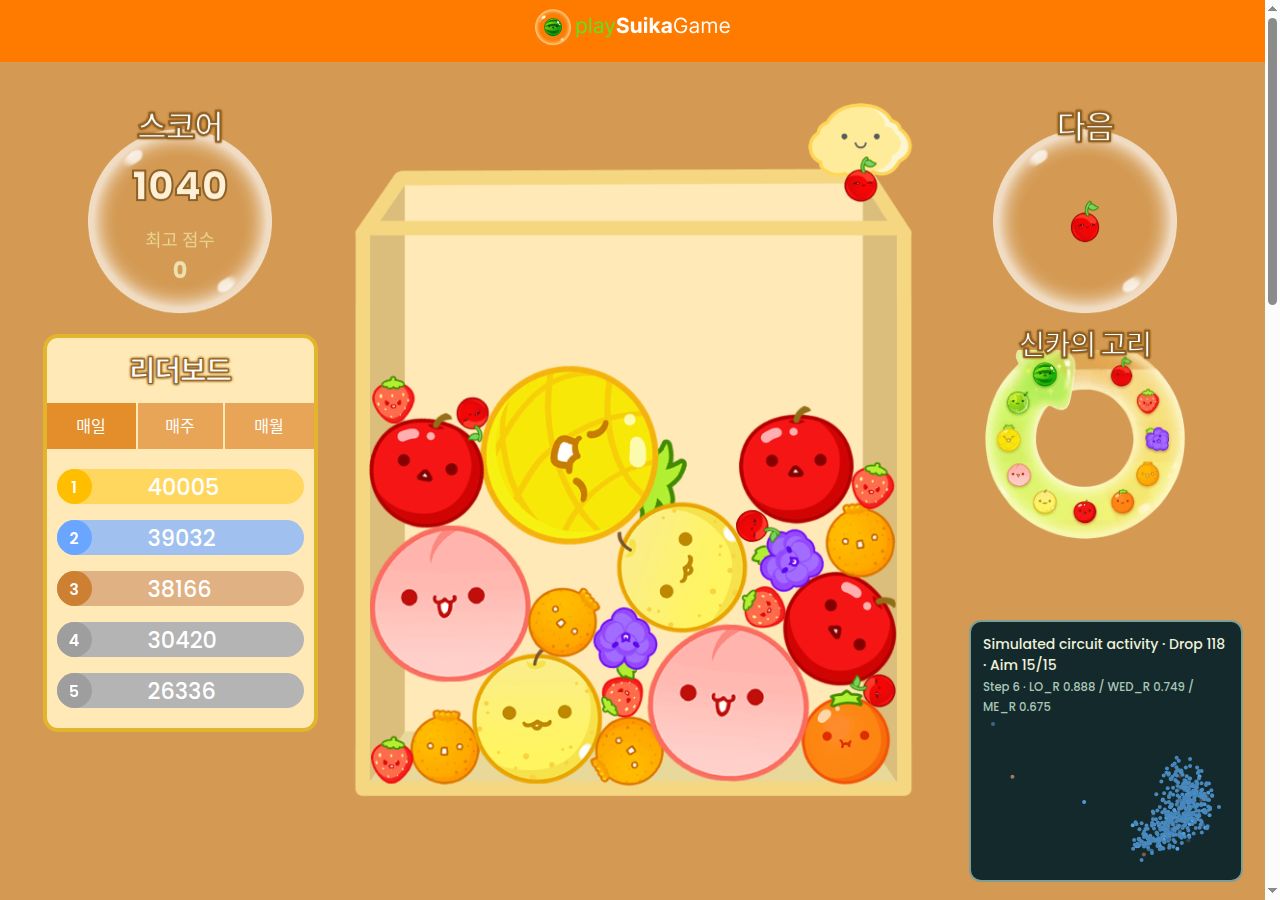 playSuikaGame
스코어
1040
최고 점수
0
리더보드
매일 매주 매월
1 40005
2 39032
3 38166
4 30420
5 26336
다음
신카의 고리
Simulated circuit activity · Drop 118
· Aim 15/15
Step 6 · LO_R 0.888 / WED_R 0.749 /
ME_R 0.675